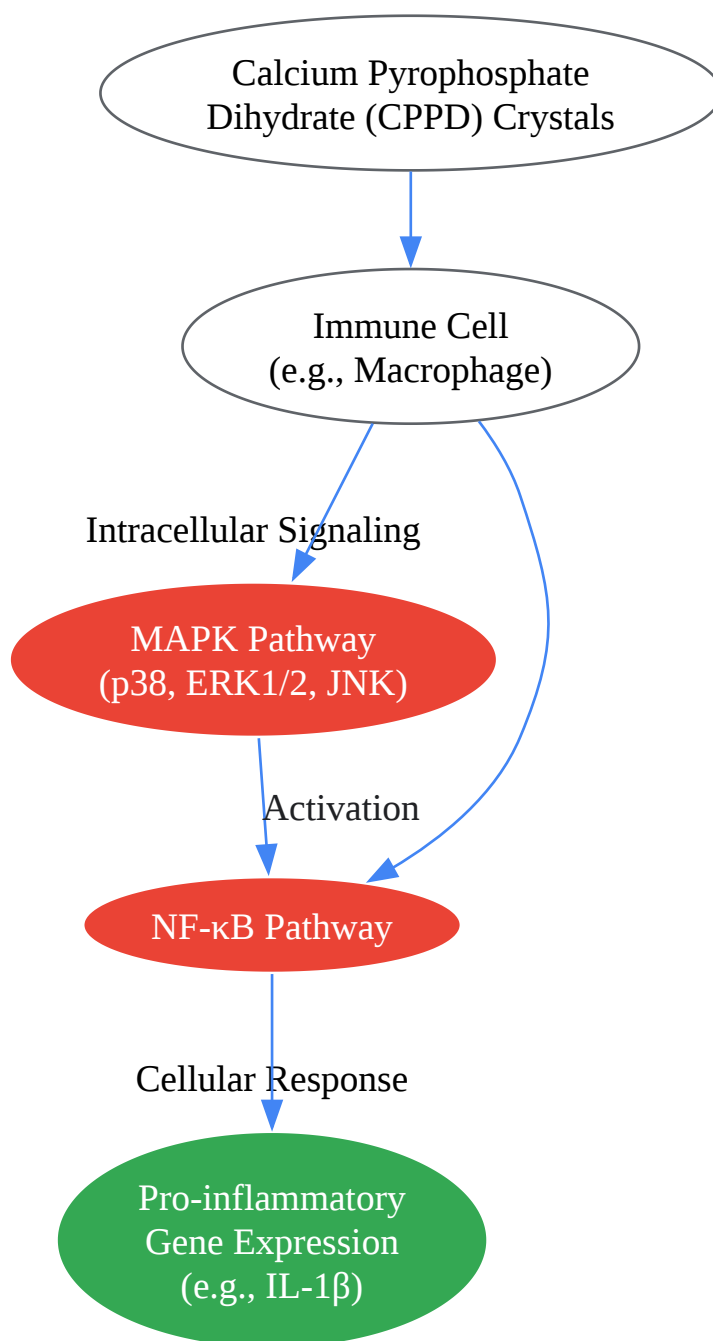 Calcium Pyrophosphate
Dihydrate (CPPD) Crystals
Immune Cell
(e.g., Macrophage)
Intracellular Signaling
MAPK Pathway
(p38, ERK1/2, JNK)
Activation
NF-κB Pathway
Cellular Response
Pro-inflammatory
Gene Expression
(e.g., IL-1β)